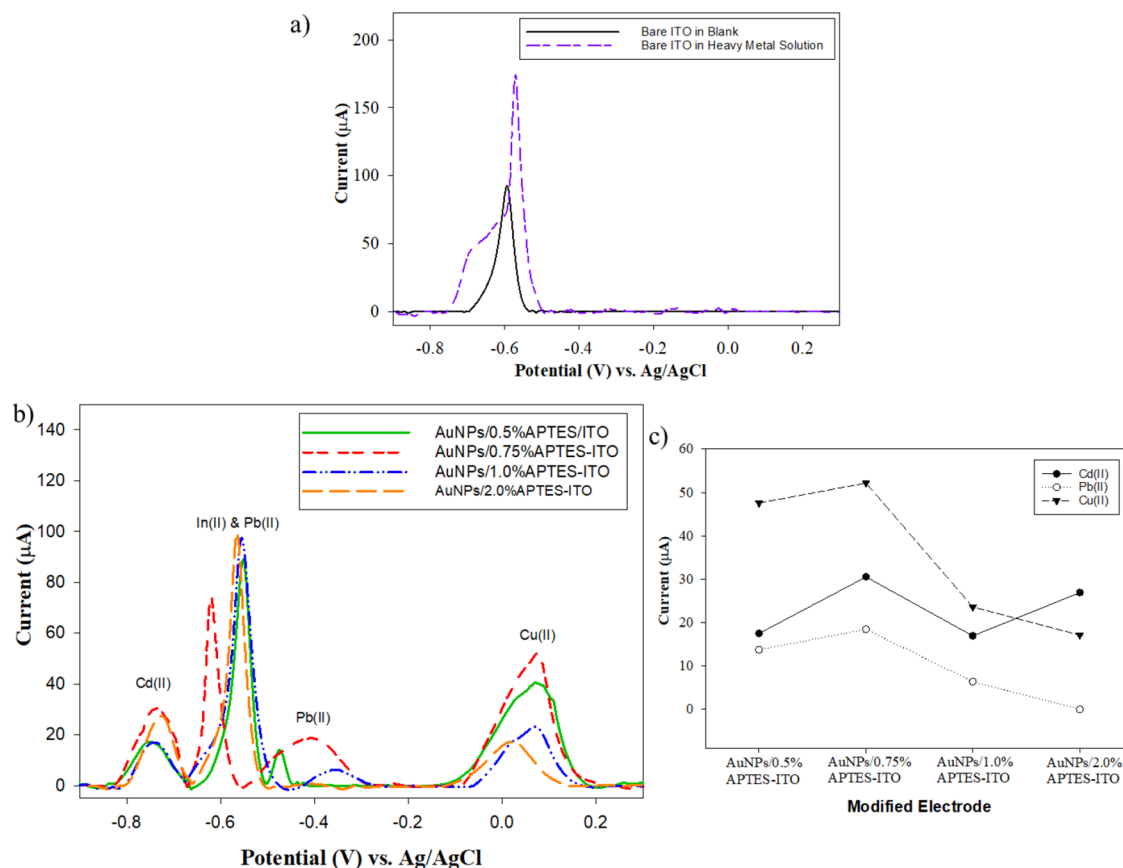 a)
Bare ITO in Blank
Bare ITO in Heavy Metal Solution
200
150
100
50
0
Current (µA)
-0.8 -0.6 -0.4 -0.2 0.0 0.2
Potential (V) vs. Ag/AgCl
b)
AuNPs/0.5%APTES/ITO
AuNPs/0.75%APTES-ITO
AuNPs/1.0%APTES-ITO
AuNPs/2.0%APTES-ITO
140
120
100
80
60
40
20
0
Current (µA)
In(II) & Pb(II)
Cd(II)
Pb(II)
Cu(II)
-0.8 -0.6 -0.4 -0.2 0.0 0.2
Potential (V) vs. Ag/AgCl
c)
Cd(II)
Pb(II)
Cu(II)
60
50
40
30
20
10
0
Current (µA)
AuNPs/0.5% AuNPs/0.75% AuNPs/1.0% AuNPs/2.0%
APTES-ITO APTES-ITO APTES-ITO APTES-ITO
Modified Electrode